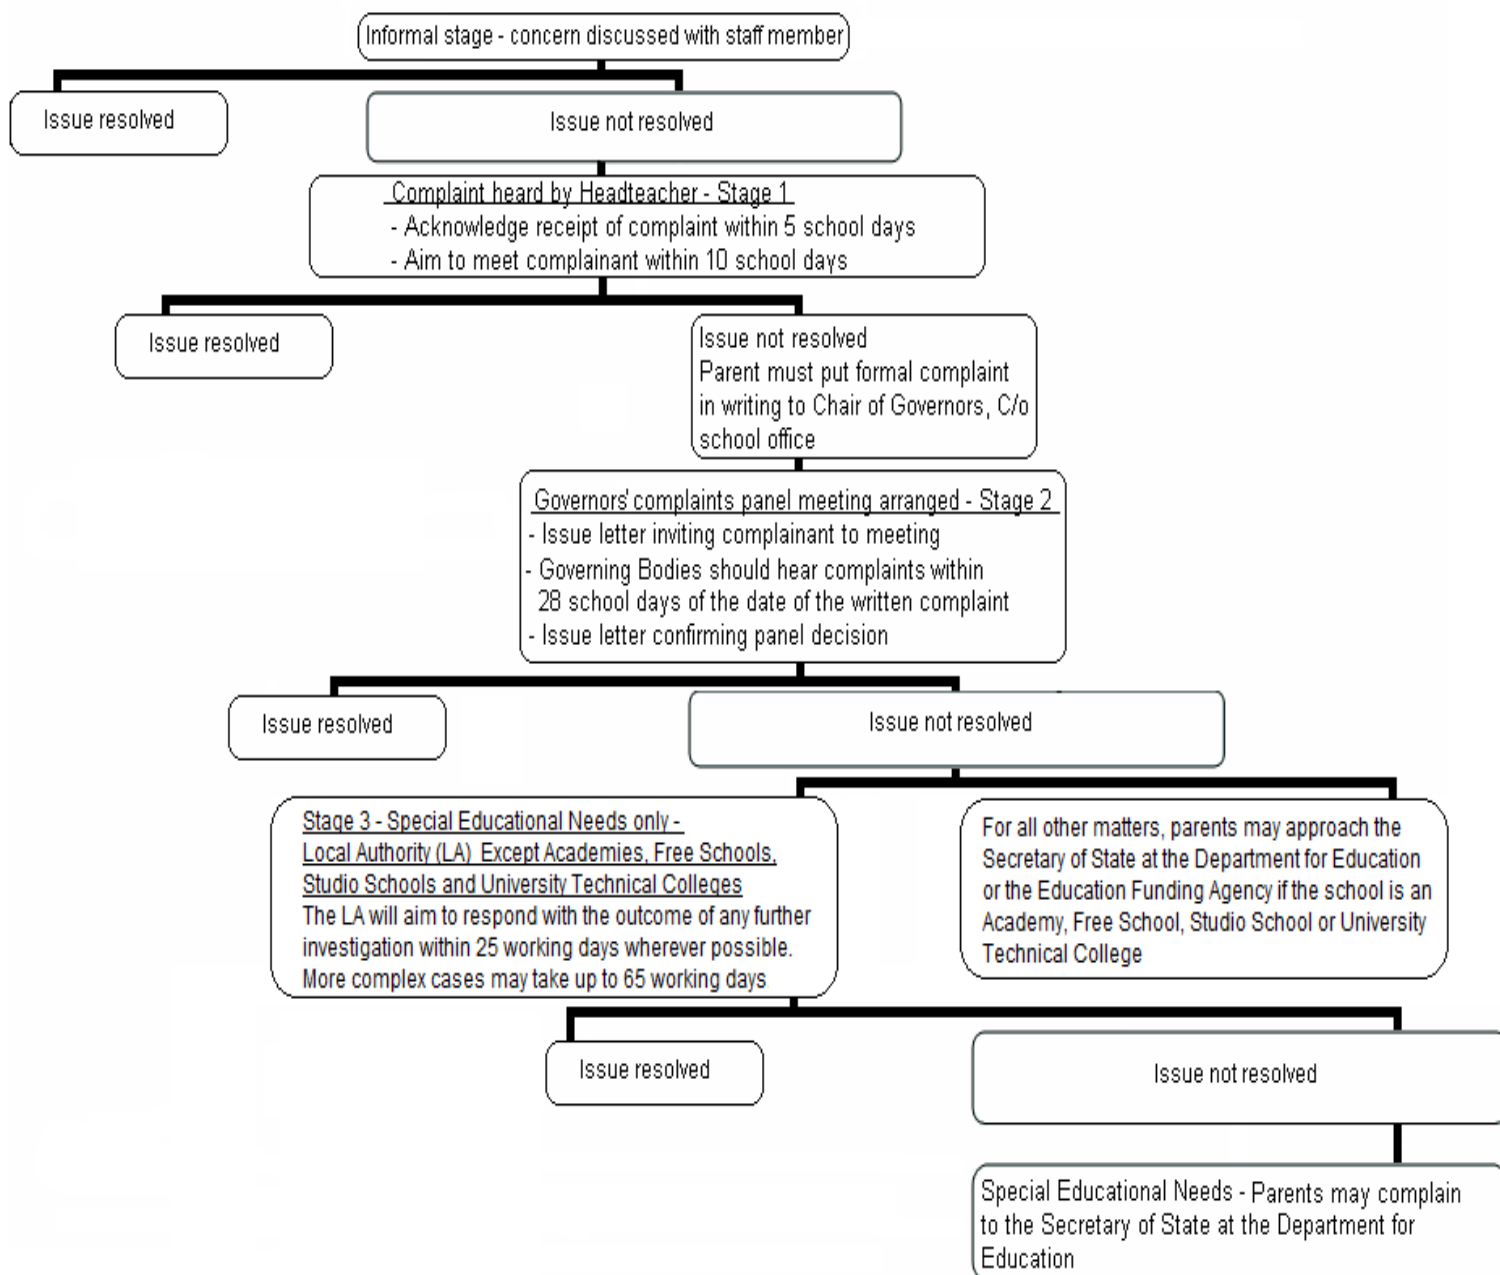 Informal stage - concern discussed with staff member
Issue resolved
Issue not resolved
Complaint heard by Headteacher - Stage 1
- Acknowledge receipt of complaint within 5 school days
- Aim to meet complainant within 10 school days
Issue resolved
Issue not resolved
Parent must put formal complaint
in writing to Chair of Governors, C/o
school office
Governors' complaints panel meeting arranged - Stage 2
- Issue letter inviting complainant to meeting
- Governing Bodies should hear complaints within
28 school days of the date of the written complaint
- Issue letter confirming panel decision
Issue resolved
Issue not resolved
Stage 3 - Special Educational Needs only -
Local Authority (LA) Except Academies, Free Schools,
Studio Schools and University Technical Colleges
The LA will aim to respond with the outcome of any further
investigation within 25 working days wherever possible.
More complex cases may take up to 65 working days
For all other matters, parents may approach the
Secretary of State at the Department for Education
or the Education Funding Agency if the school is an
Academy, Free School, Studio School or University
Technical College
Issue resolved
Issue not resolved
Special Educational Needs - Parents may complain
to the Secretary of State at the Department for
Education